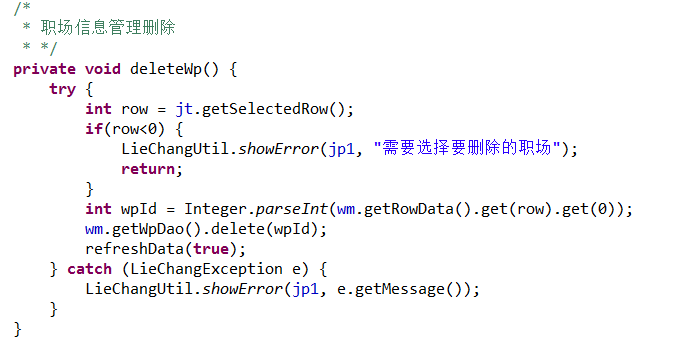 /*
 * 职场信息管理删除
 * */
private void deleteWp() {
    try {
        int row = jt.getSelectedRow();
        if(row<0) {
            LieChangUtil.showError(jp1, "需要选择要删除的职场");
            return;
        }
        int wpId = Integer.parseInt(wm.getRowData().get(row).get(0));
        wm.getWpDao().delete(wpId);
        refreshData(true);
    } catch (LieChangException e) {
        LieChangUtil.showError(jp1, e.getMessage());
    }
}